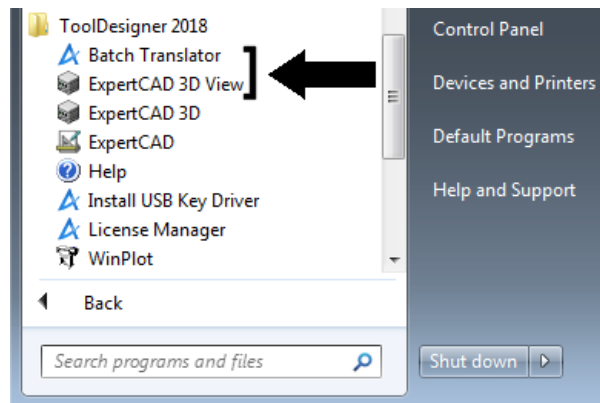 ToolDesigner 2018
Batch Translator
ExpertCAD 3D View
ExpertCAD 3D
ExpertCAD
Help
Install USB Key Driver
License Manager
WinPlot
Back
Search programs and files
Control Panel
Devices and Printers
Default Programs
Help and Support
Shut down